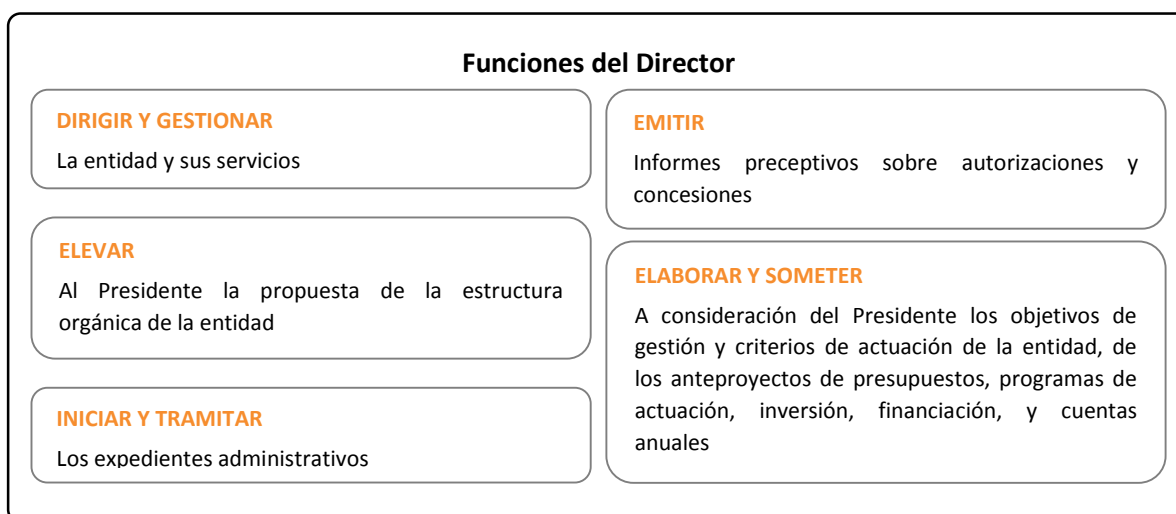 Funciones del Director
DIRIGIR Y GESTIONAR
La entidad y sus servicios
ELEVAR
Al Presidente la propuesta de la estructura
orgánica de la entidad
INICIAR Y TRAMITAR
Los expedientes administrativos
EMITIR
Informes preceptivos sobre autorizaciones y
concesiones
ELABORAR Y SOMETER
A consideración del Presidente los objetivos de
gestión y criterios de actuación de la entidad, de
los anteproyectos de presupuestos, programas de
actuación, inversión, financiación, y cuentas
anuales